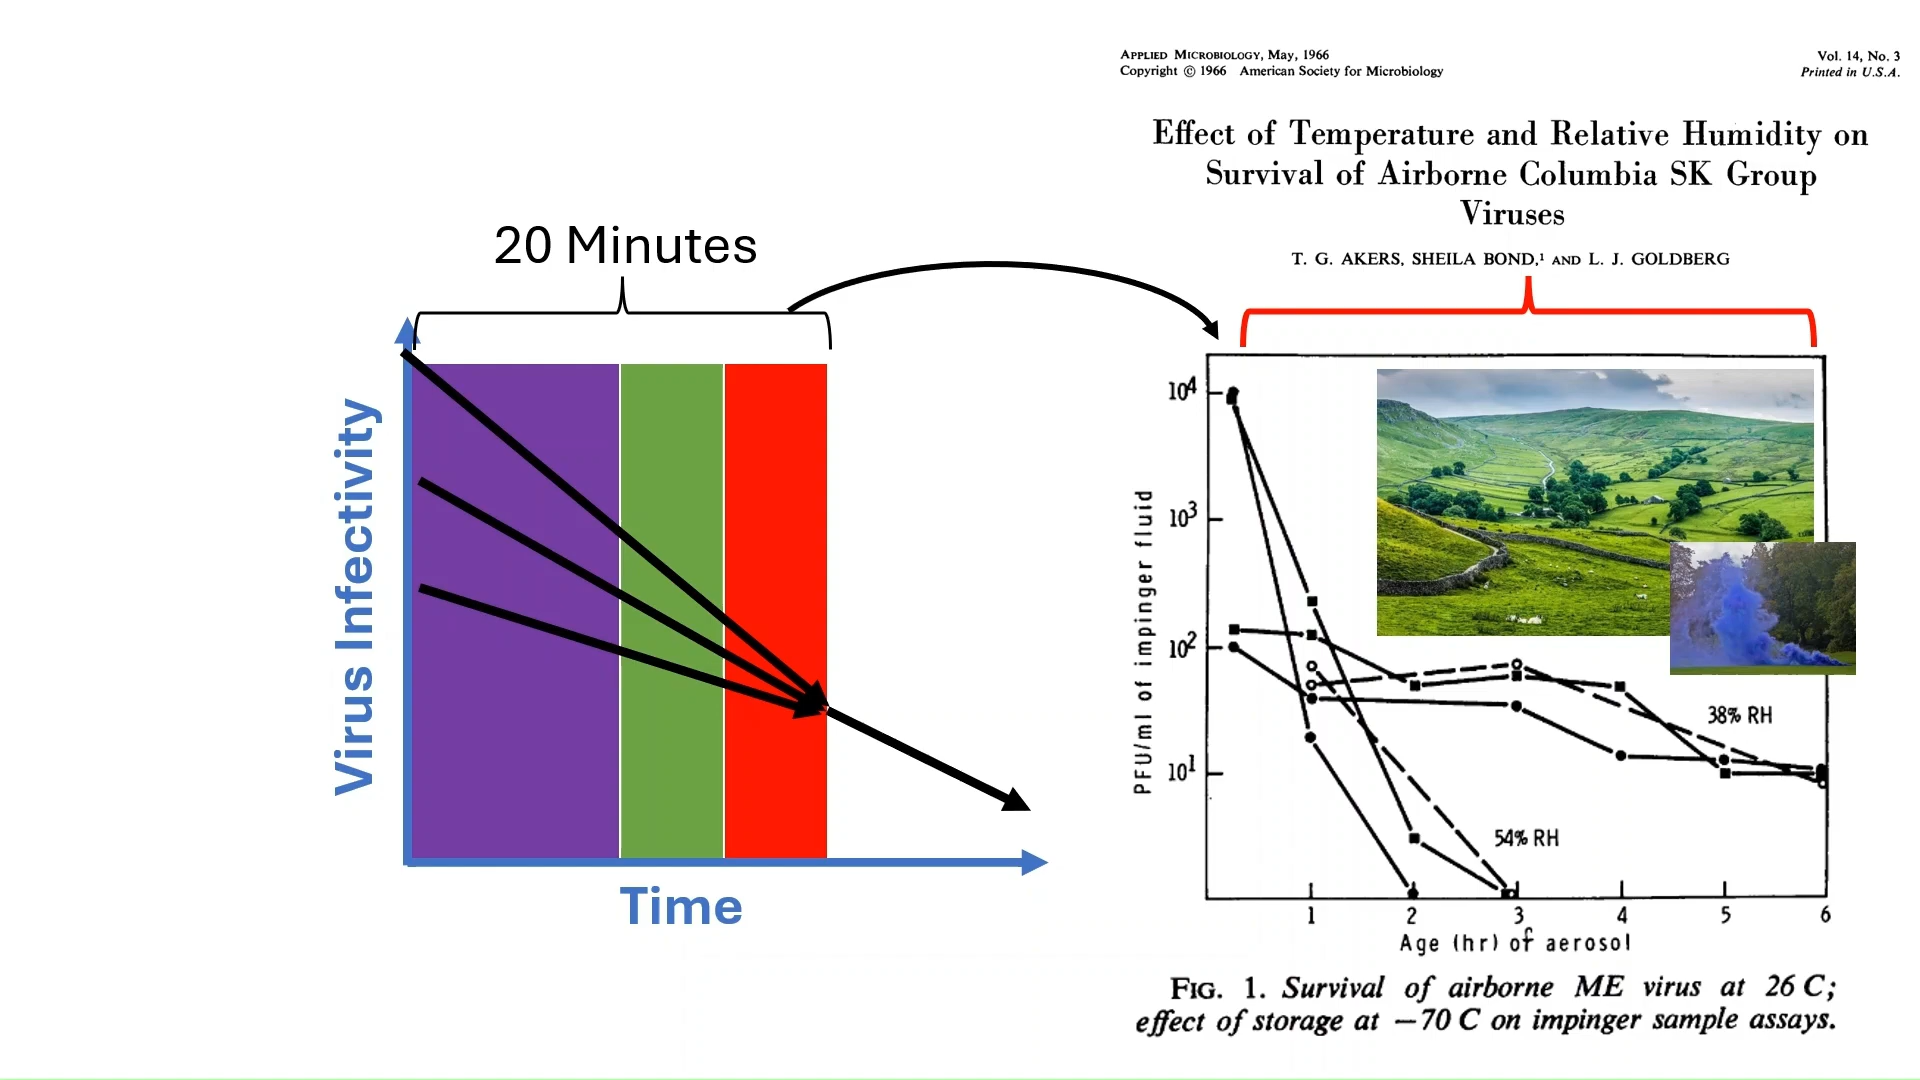 APPLIED MICROBIOLOGY, May, 1966
Copyright © 1966 American Society for Microbiology
Vol. 14, No. 3
Printed in U.S.A.
Effect of Temperature and Relative Humidity on
Survival of Airborne Columbia SK Group
Viruses
T. G. AKERS, SHEILA BOND,¹ AND L. J. GOLDBERG
20 Minutes
Virus Infectivity
Time
PFU/ml of impinger fluid
10⁴
10³
10²
10¹
38% RH
54% RH
1 2 3 4 5 6
Age (hr) of aerosol
FIG. 1. Survival of airborne ME virus at 26 C;
effect of storage at −70 C on impinger sample assays.